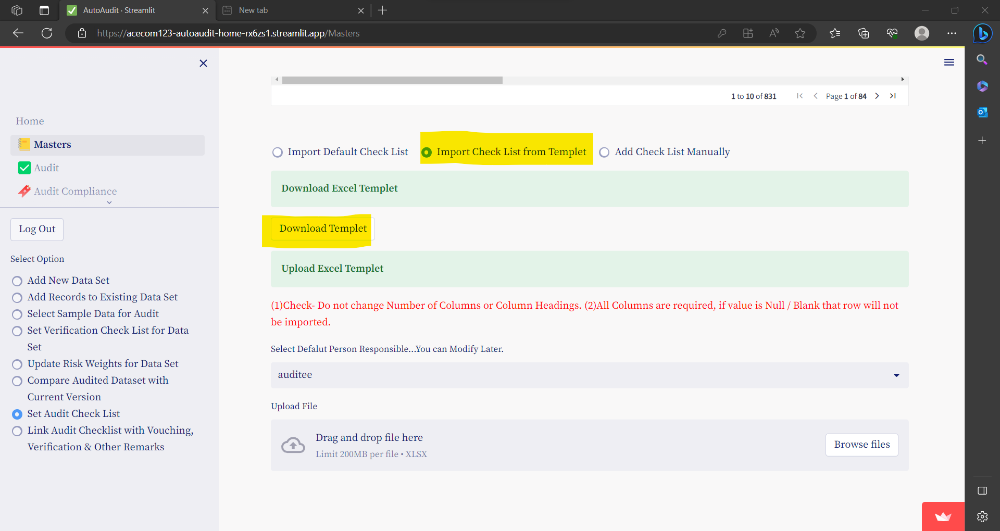 AutoAudit · Streamlit
New tab
https://acecom123-autoaudit-home-rx6zs1.streamlit.app/Masters
1 to 10 of 831
Page 1 of 84
Home
Masters
Audit
Audit Compliance
Log Out
Select Option
Add New Data Set
Add Records to Existing Data Set
Select Sample Data for Audit
Set Verification Check List for Data
Set
Update Risk Weights for Data Set
Compare Audited Dataset with
Current Version
Set Audit Check List
Link Audit Checklist with Vouching,
Verification & Other Remarks
Import Default Check List
Import Check List from Templet
Add Check List Manually
Download Excel Templet
Download Templet
Upload Excel Templet
(1)Check- Do not change Number of Columns or Column Headings. (2)All Columns are required, if value is Null / Blank that row will not
be imported.
Select Defalut Person Responsible...You can Modify Later.
auditee
Upload File
Drag and drop file here
Limit 200MB per file • XLSX
Browse files